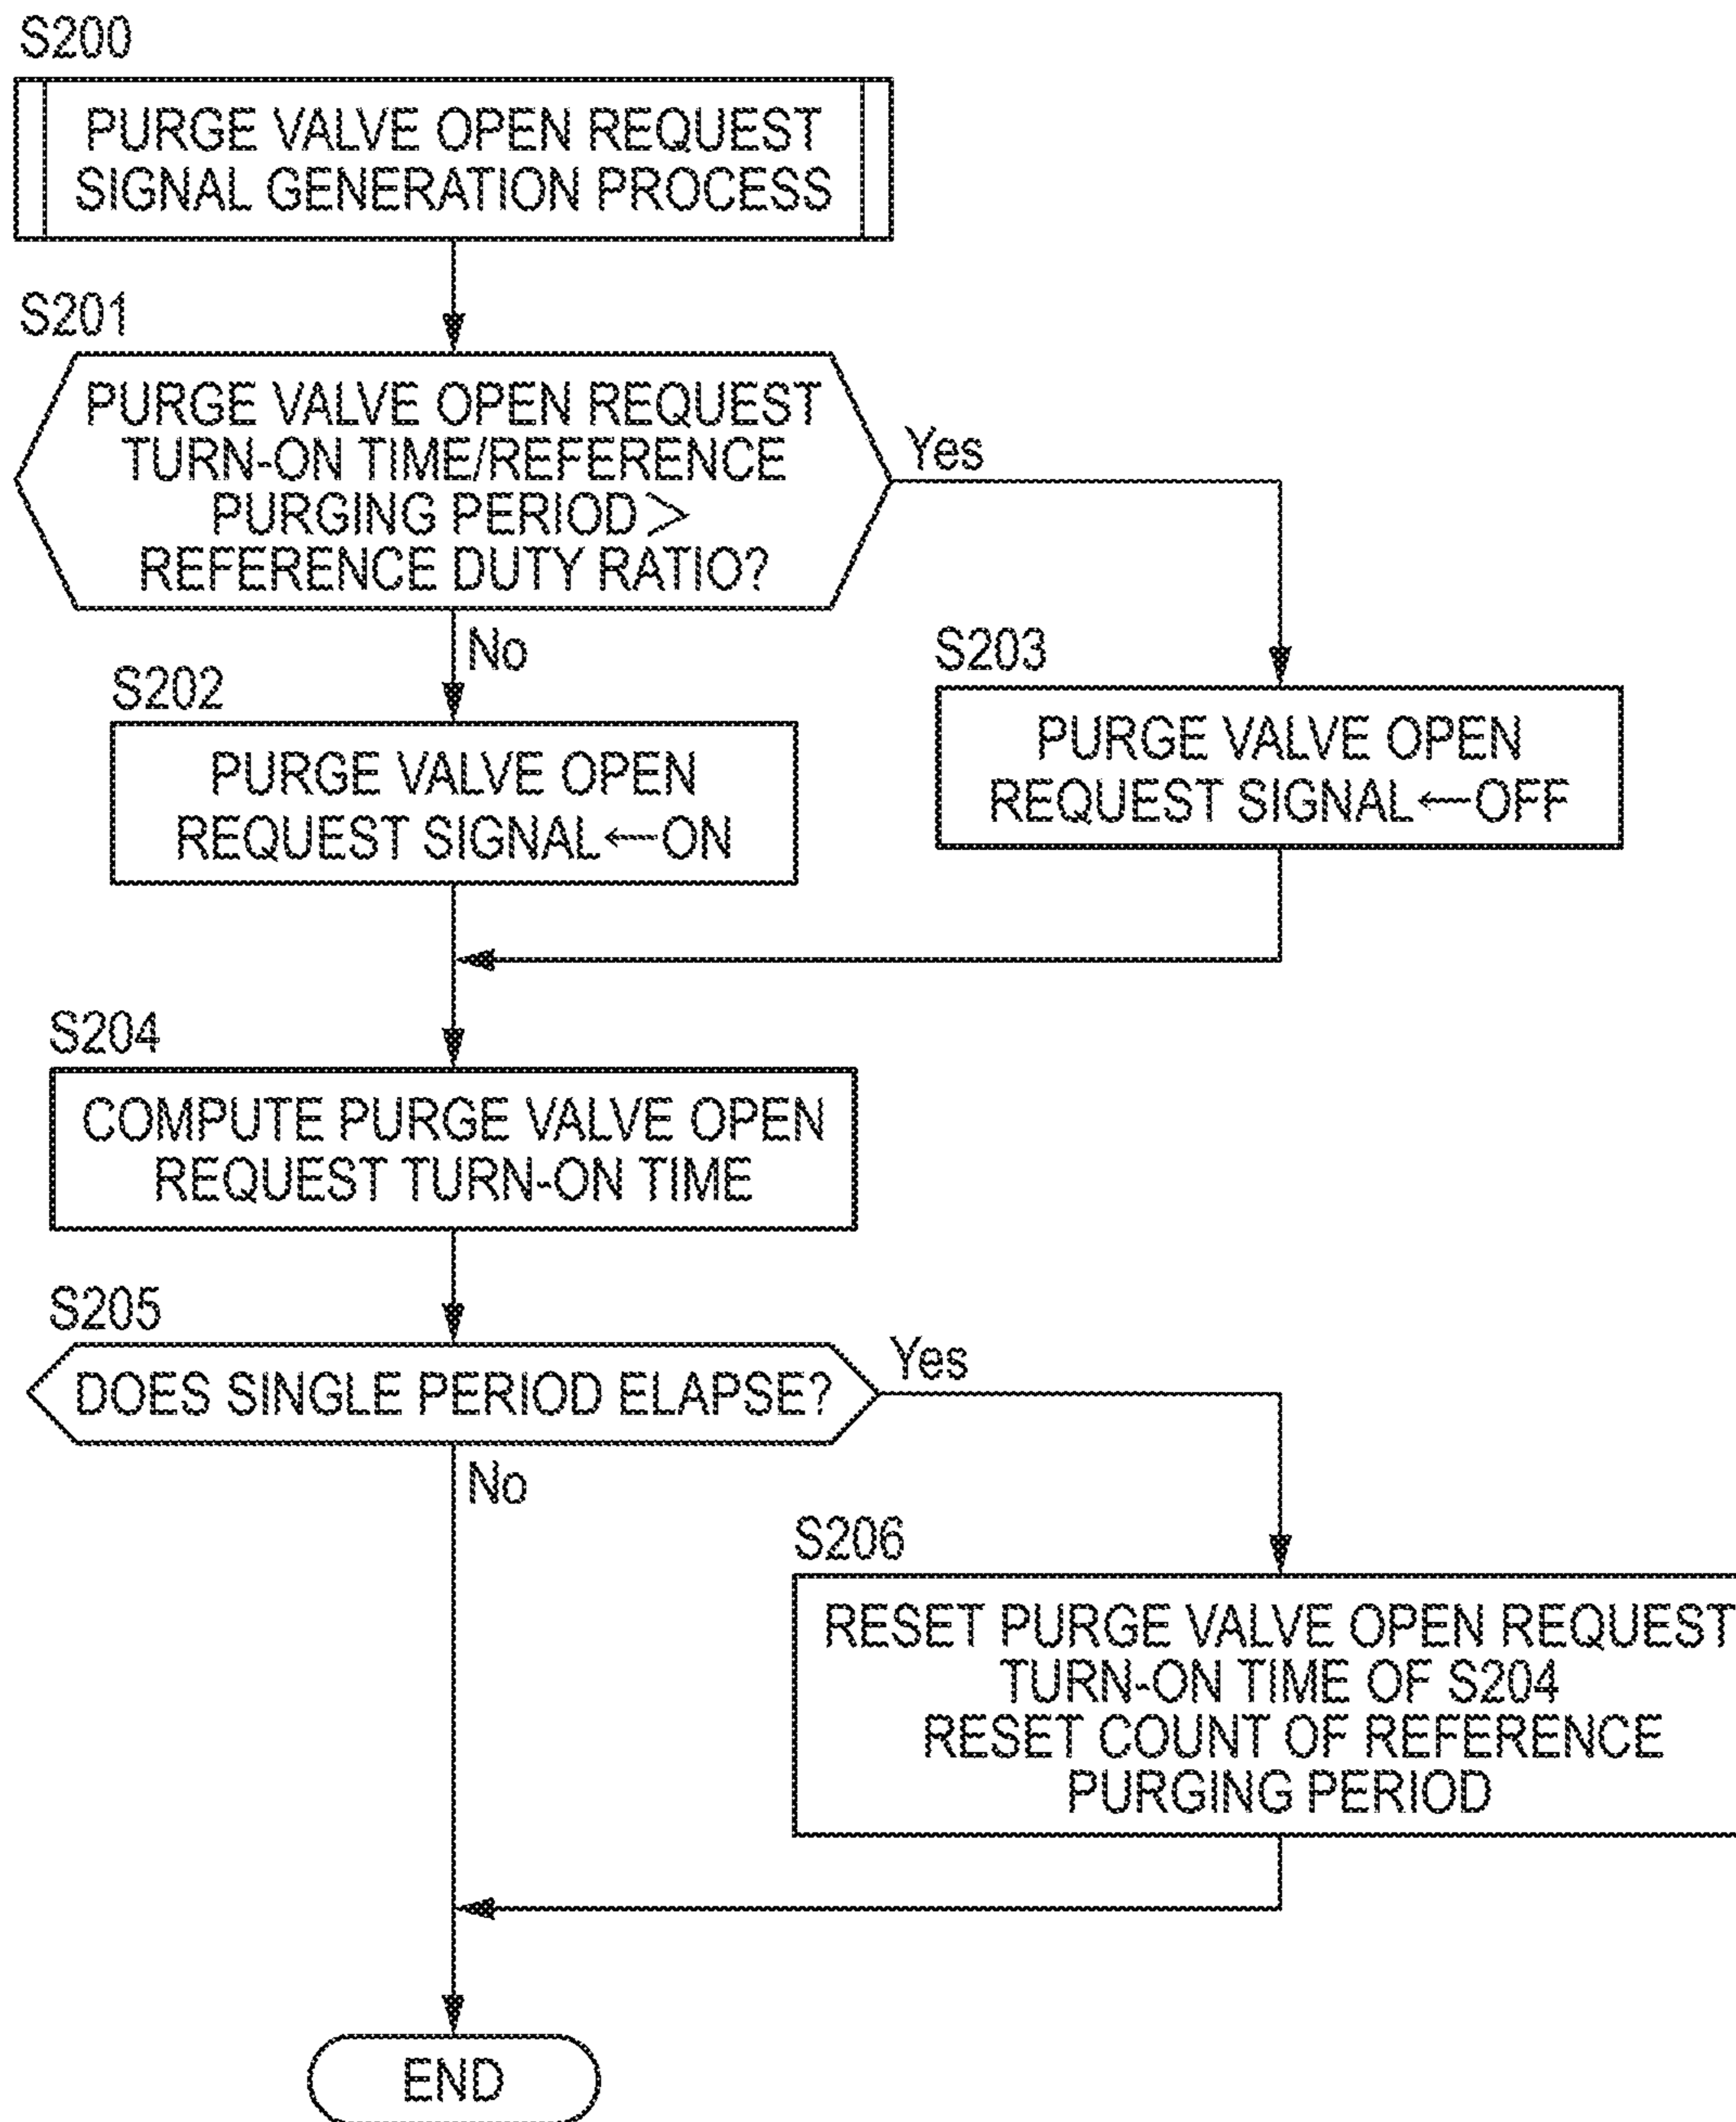 S200
PURGE VALVE OPEN REQUEST
SIGNAL GENERATION PROCESS
S201
PURGE VALVE OPEN REQUEST
TURN-ON TIME/REFERENCE
PURGING PERIOD>
REFERENCE DUTY RATIO?
Yes
No
S202
PURGE VALVE OPEN
REQUEST SIGNAL←ON
S203
PURGE VALVE OPEN
REQUEST SIGNAL←OFF
S204
COMPUTE PURGE VALVE OPEN
REQUEST TURN-ON TIME
S205
DOES SINGLE PERIOD ELAPSE?
Yes
No
S206
RESET PURGE VALVE OPEN REQUEST
TURN-ON TIME OF S204
RESET COUNT OF REFERENCE
PURGING PERIOD
END